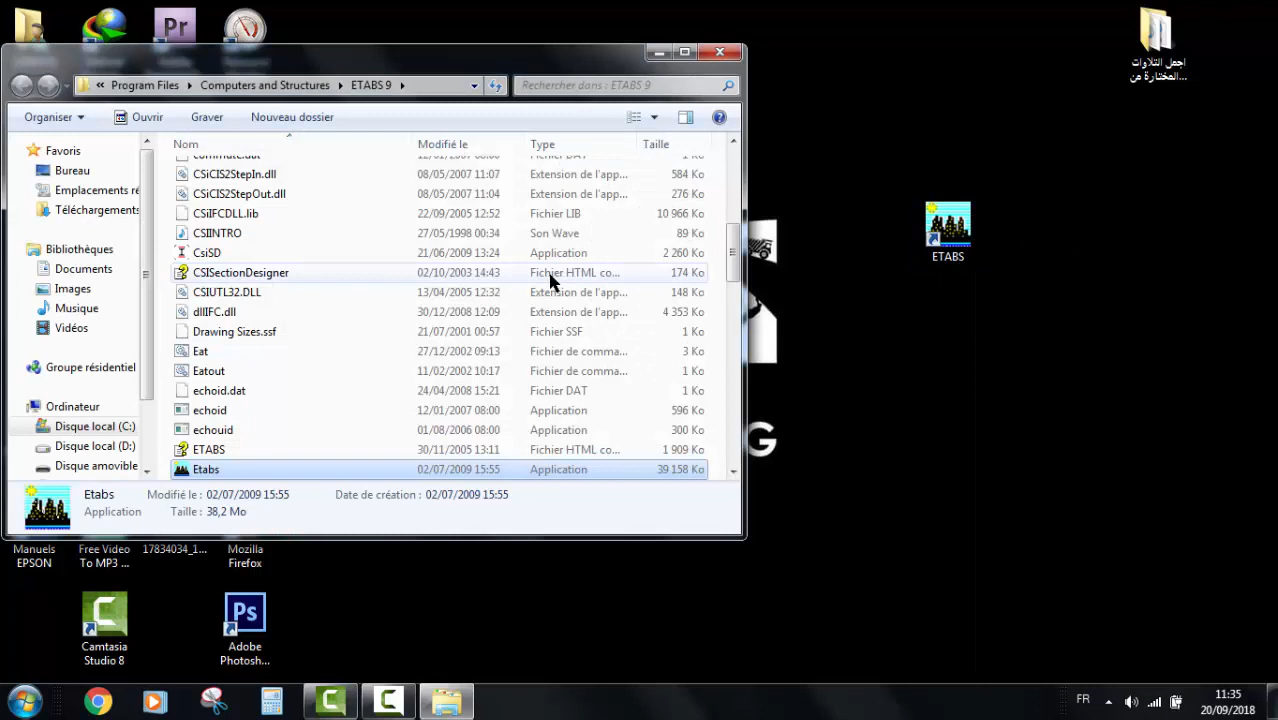 اجعل التلاوات
المختارة من...
« Program Files Computers and Structures ETABS 9
Rechercher dans : ETABS 9
Organiser Ouvrir Graver Nouveau dossier
Nom Modifié le Type Taille
Favoris
Bureau
Emplacements ré
Téléchargements
Bibliothèques
Documents
Images
Musique
Vidéos
Groupe résidentiel
Ordinateur
Disque local (C:)
Disque local (D:)
Disque amovible
commute.dat 12/01/2007 08:00 Fichier DAT 1 Ko
CSiCIS2StepIn.dll 08/05/2007 11:07 Extension de l'app... 584 Ko
CSiCIS2StepOut.dll 08/05/2007 11:04 Extension de l'app... 276 Ko
CSiIFCDLL.lib 22/09/2005 12:52 Fichier LIB 10 966 Ko
CSIINTRO 27/05/1998 00:34 Son Wave 89 Ko
CsiSD 21/06/2009 13:24 Application 2 260 Ko
CSISectionDesigner 02/10/2003 14:43 Fichier HTML co... 174 Ko
CSIUTL32.DLL 13/04/2005 12:32 Extension de l'app... 148 Ko
dllIFC.dll 30/12/2008 12:09 Extension de l'app... 4 353 Ko
Drawing Sizes.ssf 21/07/2001 00:57 Fichier SSF 1 Ko
Eat 27/12/2002 09:13 Fichier de comma... 3 Ko
Eatout 11/02/2002 10:17 Fichier de comma... 1 Ko
echoid.dat 24/04/2008 15:21 Fichier DAT 1 Ko
echoid 12/01/2007 08:00 Application 596 Ko
echouid 01/08/2006 08:00 Application 300 Ko
ETABS 30/11/2005 13:11 Fichier HTML co... 1 909 Ko
Etabs 02/07/2009 15:55 Application 39 158 Ko
Etabs Modifié le : 02/07/2009 15:55 Date de création : 02/07/2009 15:55
Application Taille : 38,2 Mo
ETABS
G
Manuels
EPSON
Free Video
To MP3 ...
17834034_1...
Mozilla
Firefox
Pr
Ps
Camtasia
Studio 8
Adobe
Photosh...
FR
11:35
20/09/2018